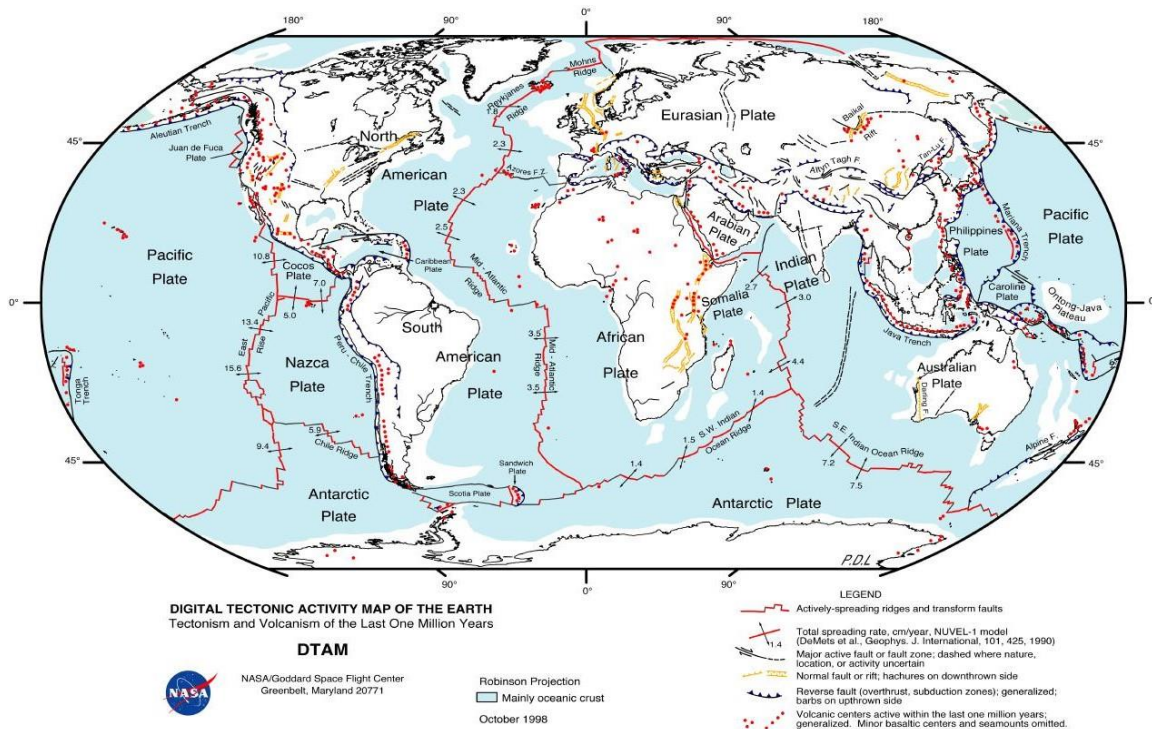 180°
90°
0°
90°
180°
Mohns
Ridge
Reykjanes
Ridge
1.8
Eurasian Plate
Baikal
Rift
Aleutian Trench
North
45°
45°
Juan de Fuca
Plate
2.3
Tan-Lu F.
Altyn Tagh F.
Azores F.Z.
American
Plate
2.3
Arabian
Plate
Mariana Trench
Pacific
Plate
Philippines
Plate
2.5
Pacific
Plate
10.8
Cocos
Plate
7.0
Caribbean
Plate
Mid - Atlantic
Ridge
Indian
Plate
2.7
3.0
Somalia
Plate
Caroline
Plate
Ontong-Java
Plateau
0°
0
5.0
East Pacific
Rise
13.4
15.6
South
American
Plate
African
Plate
3.5
Mid - Atlantic
Ridge
3.5
Java Trench
Nazca
Plate
Peru - Chile Trench
4.4
Australian
Plate
Darling F.
Tonga
Trench
1.4
S.W. Indian
Ocean Ridge
1.5
1.4
5.9
Chile Ridge
9.4
S.E. Indian Ocean Ridge
7.2
7.5
Alpine F.
45°
45°
Sandwich
Plate
Scotia Plate
Antarctic
Plate
Antarctic Plate
P.D.L
90°
0°
90°
180°
180°
DIGITAL TECTONIC ACTIVITY MAP OF THE EARTH
Tectonism and Volcanism of the Last One Million Years
DTAM
NASA
NASA/Goddard Space Flight Center
Greenbelt, Maryland 20771
Robinson Projection
Mainly oceanic crust
October 1998
LEGEND
Actively-spreading ridges and transform faults
1.4
Total spreading rate, cm/year, NUVEL-1 model
(DeMets et al., Geophys. J. International, 101, 425, 1990)
Major active fault or fault zone; dashed where nature,
location, or activity uncertain
Normal fault or rift; hachures on downthrown side
Reverse fault (overthrust, subduction zones); generalized;
barbs on upthrown side
Volcanic centers active within the last one million years;
generalized. Minor basaltic centers and seamounts omitted.